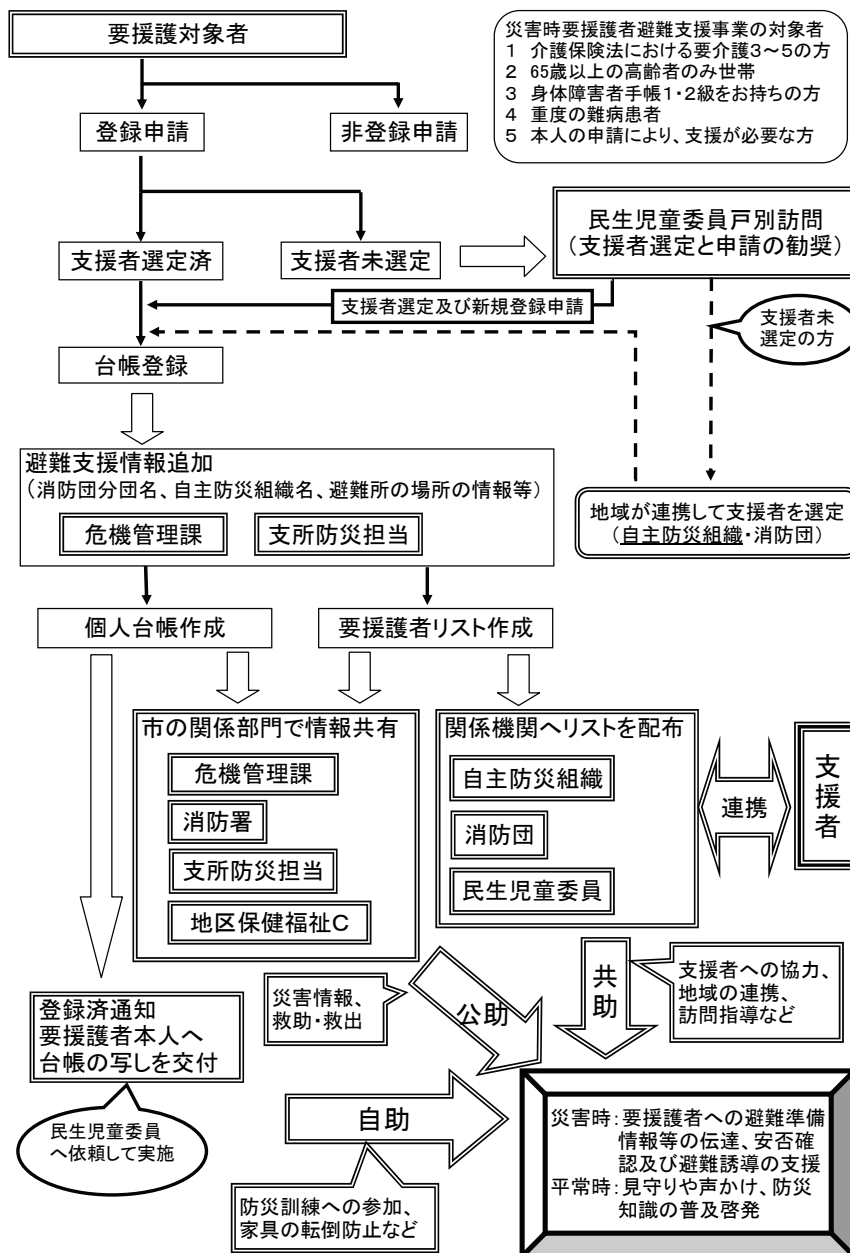 要援護対象者
災害時要援護者避難支援事業の対象者
1 介護保険法における要介護3~5の方
2 65歳以上の高齢者のみ世帯
3 身体障害者手帳1・2級をお持ちの方
4 重度の難病患者
5 本人の申請により、支援が必要な方
登録申請
非登録申請
民生児童委員戸別訪問
(支援者選定と申請の勧奨)
支援者選定済
支援者未選定
支援者選定及び新規登録申請
支援者未
選定の方
台帳登録
避難支援情報追加
(消防団分団名、自主防災組織名、避難所の場所の情報等)
危機管理課
支所防災担当
地域が連携して支援者を選定
(自主防災組織・消防団)
個人台帳作成
要援護者リスト作成
市の関係部門で情報共有
危機管理課
消防署
支所防災担当
地区保健福祉C
関係機関へリストを配布
自主防災組織
消防団
民生児童委員
連携
支援者
登録済通知
要援護者本人へ
台帳の写しを交付
民生児童委員
へ依頼して実施
災害情報、
救助・救出
公助
共助
支援者への協力、
地域の連携、
訪問指導など
自助
防災訓練への参加、
家具の転倒防止など
災害時:要援護者への避難準備
情報等の伝達、安否確
認及び避難誘導の支援
平常時:見守りや声かけ、防災
知識の普及啓発